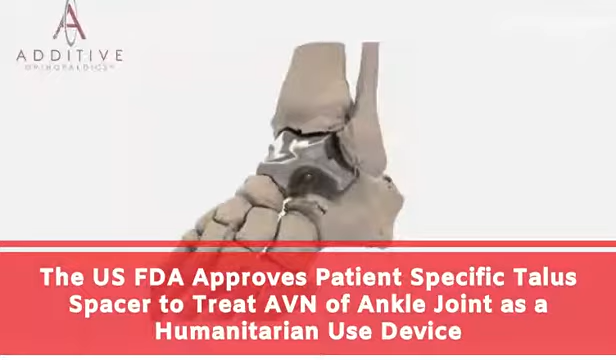 ADDITIVE
ORTHOPAEDICS
The US FDA Approves Patient Specific Talus
Spacer to Treat AVN of Ankle Joint as a
Humanitarian Use Device